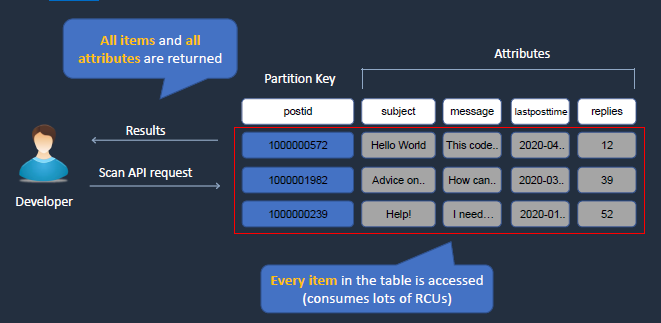 All items and all
attributes are returned
Attributes
Partition Key
postid subject message lastposttime replies
Results
1000000572 Hello World This code.. 2020-04.. 12
Scan API request
1000001982 Advice on.. How can.. 2020-03.. 39
Developer
1000000239 Help! I need... 2020-01.. 52
Every item in the table is accessed
(consumes lots of RCUs)